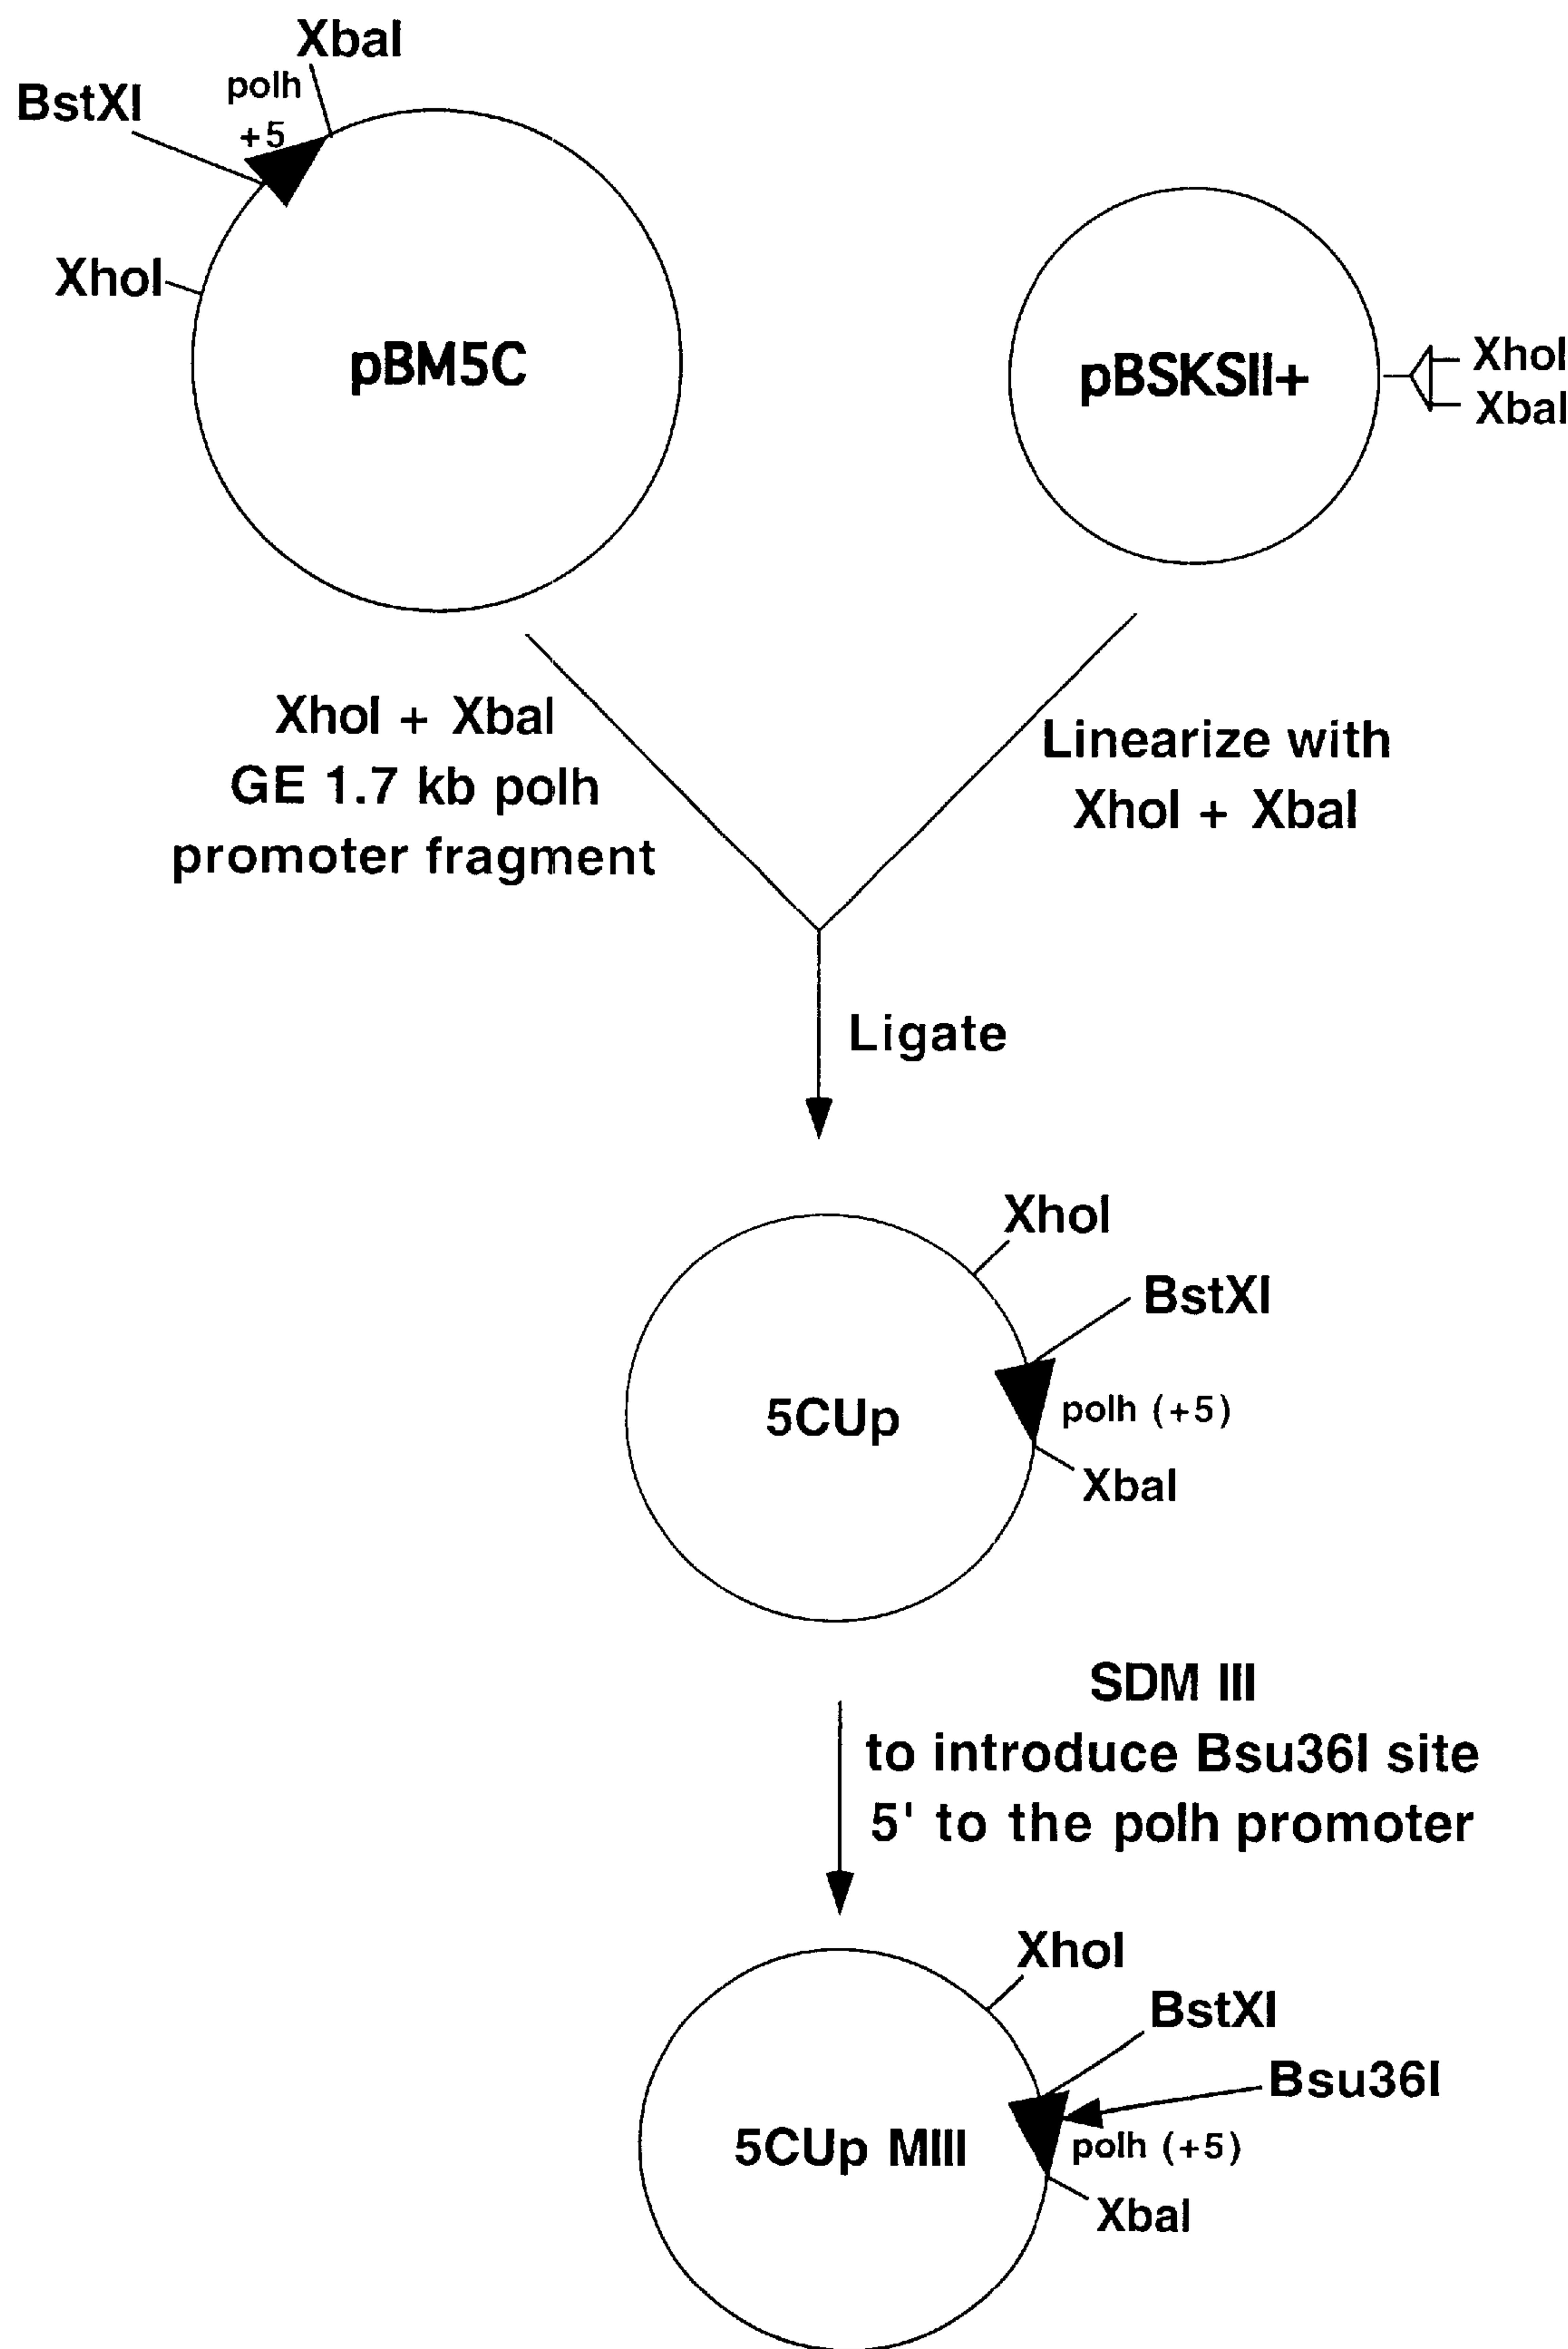 XbaI
polh
+5
BstXI
XhoI
pBM5C
pBSKSII+
XhoI
XbaI
XhoI + XbaI
GE 1.7 kb polh
promoter fragment
Linearize with
XhoI + XbaI
Ligate
XhoI
BstXI
5CUp
polh (+5)
XbaI
SDM III
to introduce Bsu36I site
5' to the polh promoter
XhoI
BstXI
Bsu36I
5CUp MIII
polh (+5)
XbaI